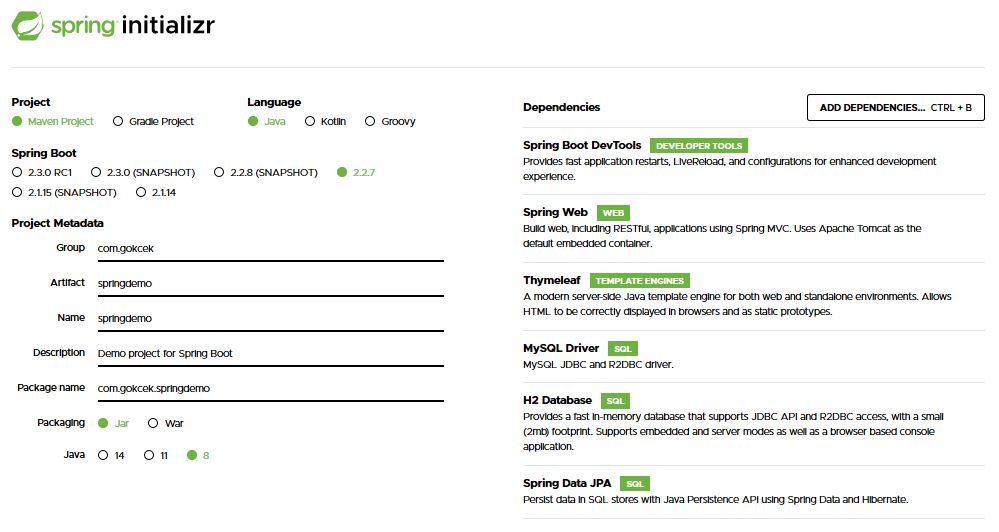 spring initializr
Project
Maven Project Gradle Project
Language
Java Kotlin Groovy
Spring Boot
2.3.0 RC1 2.3.0 (SNAPSHOT) 2.2.8 (SNAPSHOT) 2.2.7
2.1.15 (SNAPSHOT) 2.1.14
Project Metadata
Group com.gokcek
Artifact springdemo
Name springdemo
Description Demo project for Spring Boot
Package name com.gokcek.springdemo
Packaging Jar War
Java 14 11 8
Dependencies ADD DEPENDENCIES... CTRL + B
Spring Boot DevTools DEVELOPER TOOLS
Provides fast application restarts, LiveReload, and configurations for enhanced development
experience.
Spring Web WEB
Build web, including RESTful, applications using Spring MVC. Uses Apache Tomcat as the
default embedded container.
Thymeleaf TEMPLATE ENGINES
A modern server-side Java template engine for both web and standalone environments. Allows
HTML to be correctly displayed in browsers and as static prototypes.
MySQL Driver SQL
MySQL JDBC and R2DBC driver.
H2 Database SQL
Provides a fast in-memory database that supports JDBC API and R2DBC access, with a small
(2mb) footprint. Supports embedded and server modes as well as a browser based console
application.
Spring Data JPA SQL
Persist data in SQL stores with Java Persistence API using Spring Data and Hibernate.